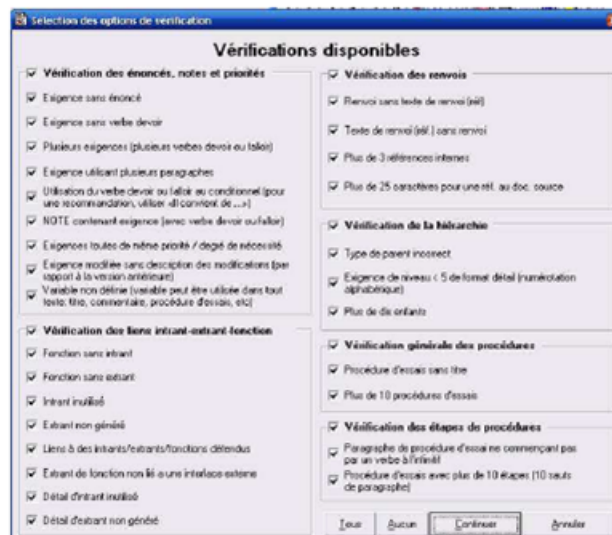 Sélection des options de vérification
Vérifications disponibles
Vérification des énoncés, notes et priorités
Exigence sans énoncé
Exigence sans verbe devoir
Plusieurs exigences (plusieurs verbes devoir ou falloir)
Exigence utilisant plusieurs paragraphes
Utilisation du verbe devoir ou falloir au conditionnel (pour
une recommandation, utiliser «Il convient de ...»)
NOTE contenant exigence (avec verbe devoir ou falloir)
Exigences toutes de même priorité / degré de nécessité
Exigence modifiée sans description des modifications (par
rapport à la version antérieure)
Variable non définie (variable peut être utilisée dans tout
texte: titre, commentaire, procédure d'essais, etc)
Vérification des liens intrant-extrant-fonction
Fonction sans intrant
Fonction sans extrant
Intrant inutilisé
Extrant non généré
Liens à des intrants/extrants/fonctions défendus
Extrant de fonction non lié a une interface externe
Détail d'intrant inutilisé
Détail d'extrant non généré
Vérification des renvois
Renvoi sans texte de renvoi (réf.)
Texte de renvoi (réf.) sans renvoi
Plus de 3 références internes
Plus de 25 caractères pour une réf. au doc. source
Vérification de la hiérarchie
Type de parent incorrect
Exigence de niveau < 5 de format détail (numérotation
alphabétique)
Plus de dix enfants
Vérification générale des procédures
Procédure d'essais sans titre
Plus de 10 procédures d'essais
Vérification des étapes de procédures
Paragraphe de procédure d'essai ne commençant pas
par un verbe à l'infinitif
Procédure d'essais avec plus de 10 étapes (10 sauts
de paragraphe)
Tous Aucun Continuer Annuler